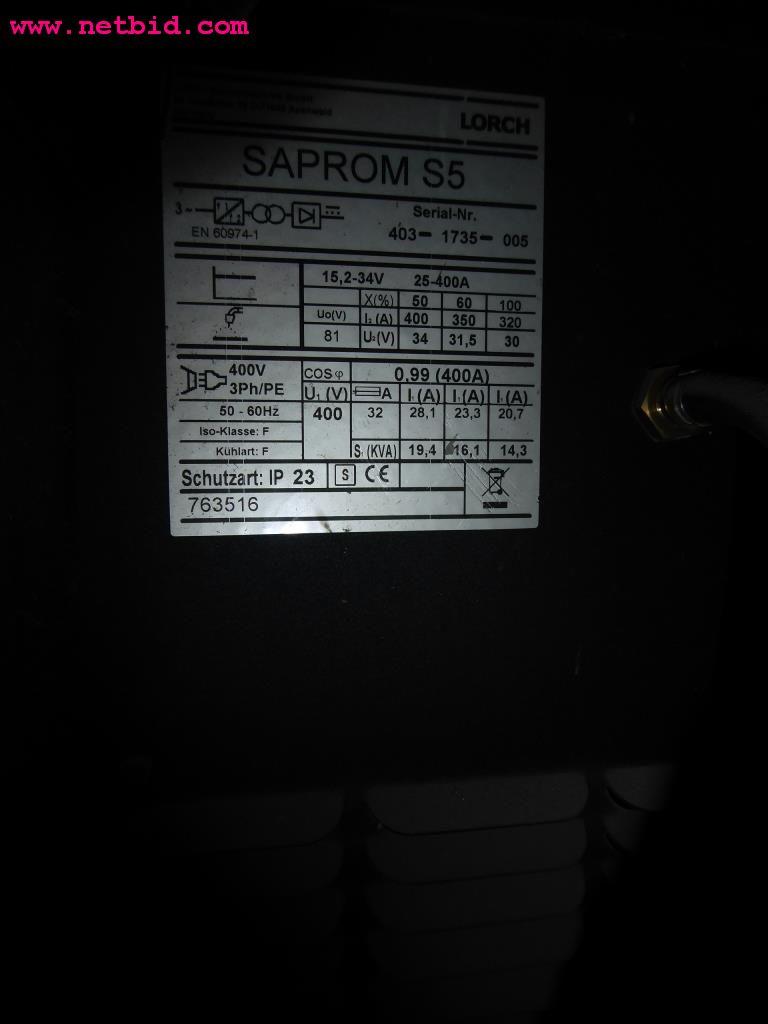 www.netbid.com
LORCH
SAPROM S5
3~
EN 60974-1
Serial-Nr.
403- 1735- 005
15,2-34V 25-400A
X(%) 50 60 100
Uo(V) I₂ (A) 400 350 320
81 U₂(V) 34 31,5 30
400V
3Ph/PE
COS φ 0,99 (400A)
U₁ (V) A I₁(A) I₁(A) I₁(A)
50 - 60Hz 400 32 28,1 23,3 20,7
Iso-Klasse: F
Kühlart: F S₁(KVA) 19,4 16,1 14,3
Schutzart: IP 23 S CE
763516